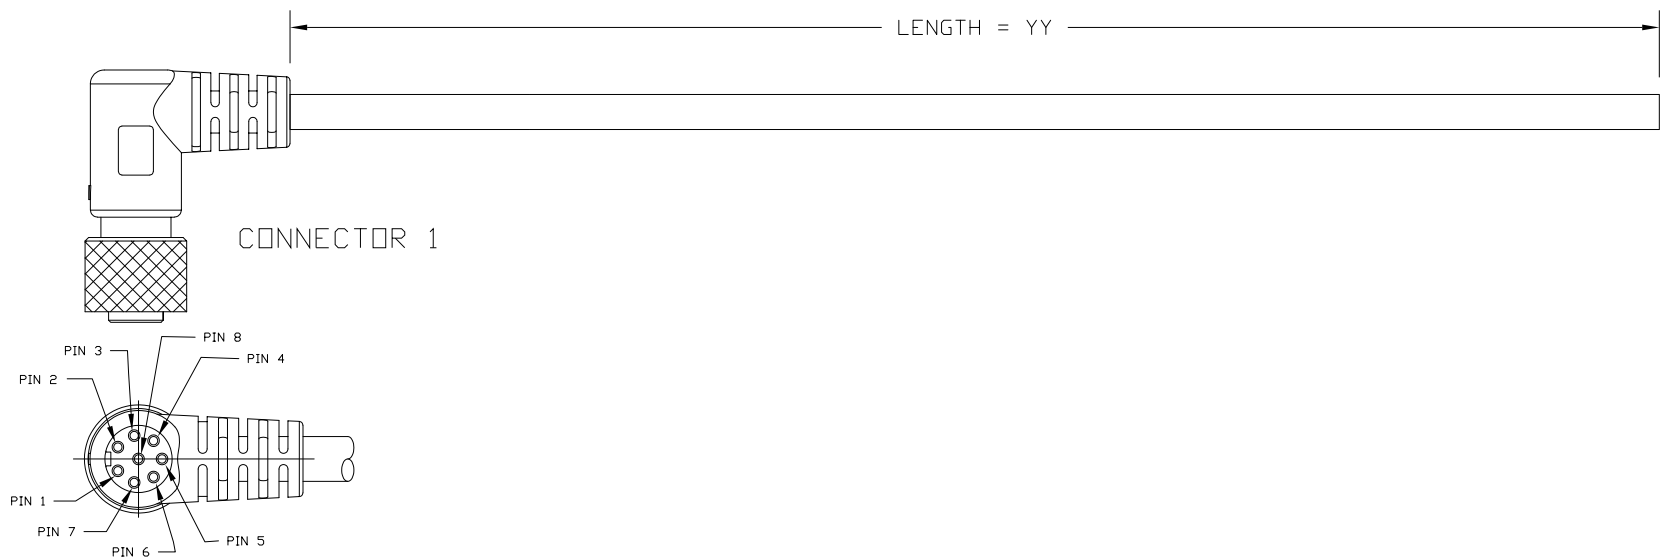 LENGTH = YY
CONNECTOR 1
PIN 8
PIN 3
PIN 4
PIN 2
PIN 1
PIN 7
PIN 5
PIN 6